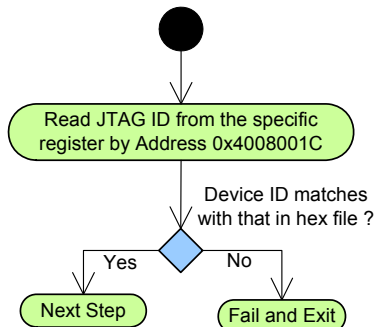 Read JTAG ID from the specific
register by Address 0x4008001C
Device ID matches
with that in hex file ?
Yes
No
Next Step
Fail and Exit